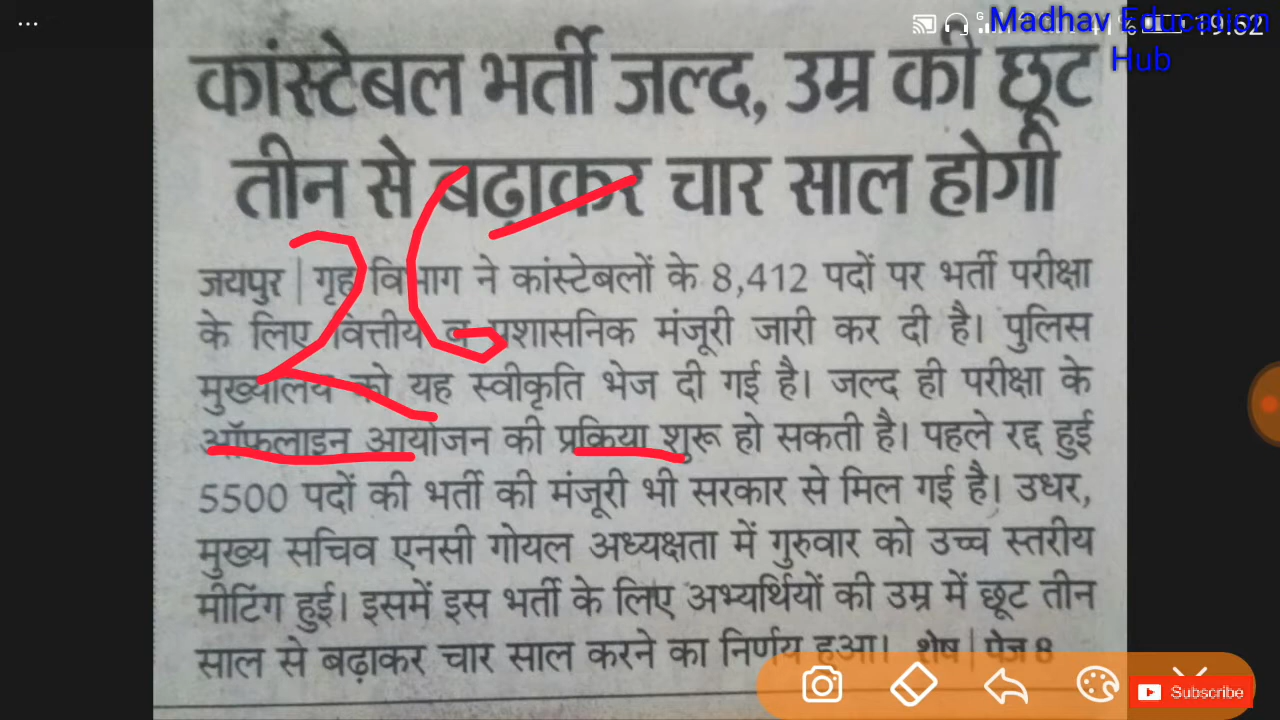 Madhav Education
19:52
Hub
कांस्टेबल भर्ती जल्द, उम्र की छूट
तीन से बढ़ाकर चार साल होगी
जयपुर | गृह विभाग ने कांस्टेबलों के 8,412 पदों पर भर्ती परीक्षा
के लिए वित्तीय व प्रशासनिक मंजूरी जारी कर दी है। पुलिस
मुख्यालय को यह स्वीकृति भेज दी गई है। जल्द ही परीक्षा के
ऑफलाइन आयोजन की प्रकिया शुरू हो सकती है। पहले रद्द हुई
5500 पदों की भर्ती की मंजूरी भी सरकार से मिल गई है। उधर,
मुख्य सचिव एनसी गोयल अध्यक्षता में गुरुवार को उच्च स्तरीय
मीटिंग हुई। इसमें इस भर्ती के लिए अभ्यर्थियों की उम्र में छूट तीन
साल से बढ़ाकर चार साल करने का निर्णय हुआ। शेष | पेज 8
Subscribe